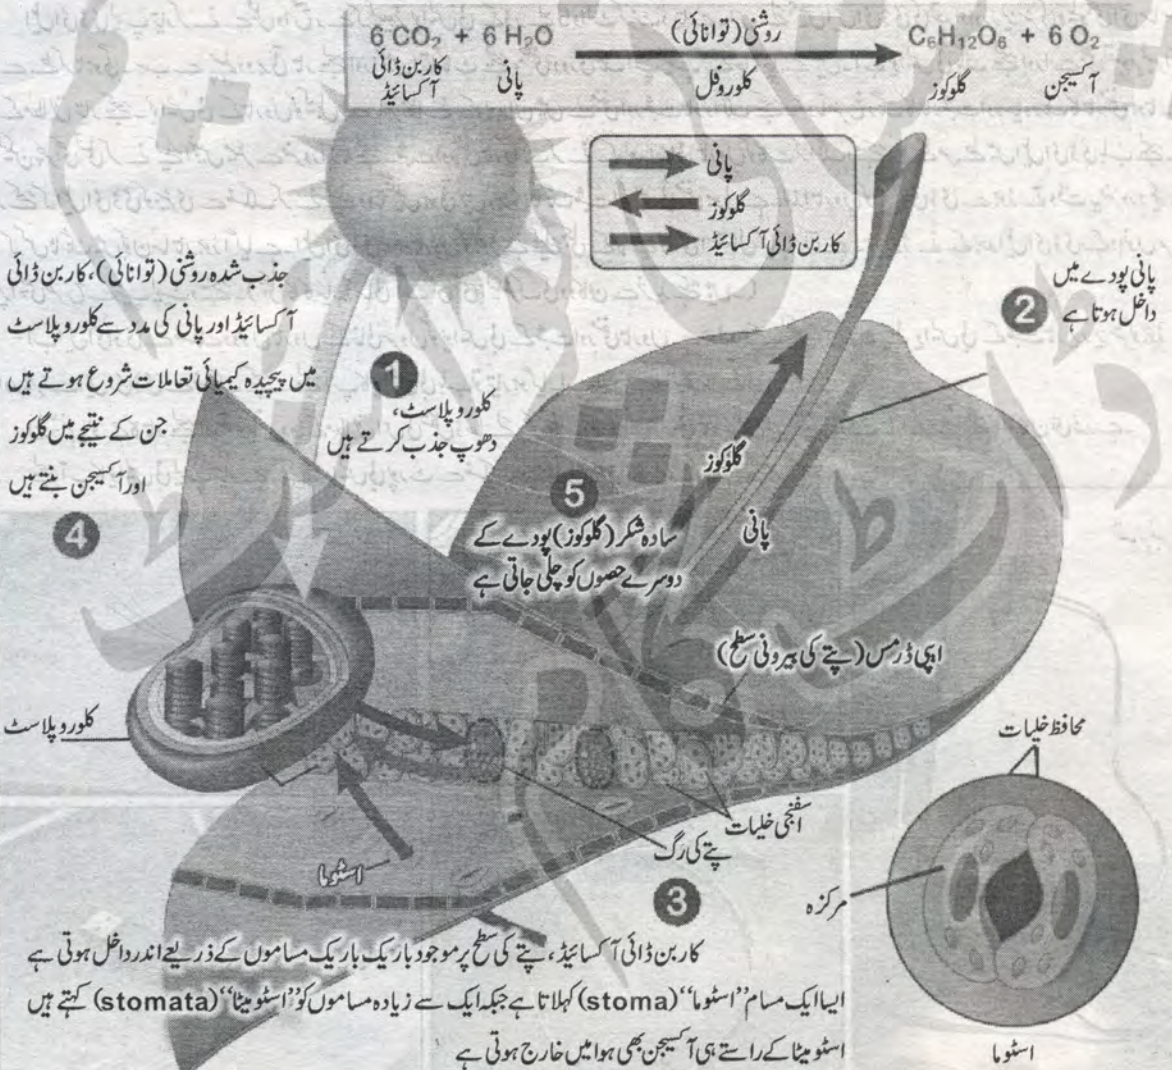 6 CO₂ + 6 H₂O روشنی (توانائی) C₆H₁₂O₆ + 6 O₂
کاربن ڈائی آکسائیڈ پانی کلوروفل گلوکوز آکسیجن
پانی
گلوکوز
کاربن ڈائی آکسائیڈ
1
کلوروپلاسٹ،
دھوپ جذب کرتے ہیں
2
پانی پودے میں
داخل ہوتا ہے
جذب شدہ روشنی (توانائی)، کاربن ڈائی
آکسائیڈ اور پانی کی مدد سے کلوروپلاسٹ
میں پیچیدہ کیمیائی تعاملات شروع ہوتے ہیں
جن کے نتیجے میں گلوکوز
اور آکسیجن بنتے ہیں
4
گلوکوز
پانی
5
سادہ شکر (گلوکوز) پودے کے
دوسرے حصوں کو چلی جاتی ہے
اپپی ڈرمس (پتے کی بیرونی سطح)
کلوروپلاسٹ
محافظ خلیات
اسفنجی خلیات
پتے کی رگ
اسٹوما
مرکزہ
3
کاربن ڈائی آکسائیڈ، پتے کی سطح پر موجود باریک باریک مساموں کے ذریعے اندر داخل ہوتی ہے
ایسا ایک مسام ’’اسٹوما‘‘ (stoma) کہلاتا ہے جبکہ ایک سے زیادہ مساموں کو ’’اسٹومیٹا‘‘ (stomata) کہتے ہیں
اسٹومیٹا کے راستے ہی آکسیجن بھی ہوا میں خارج ہوتی ہے
اسٹوما